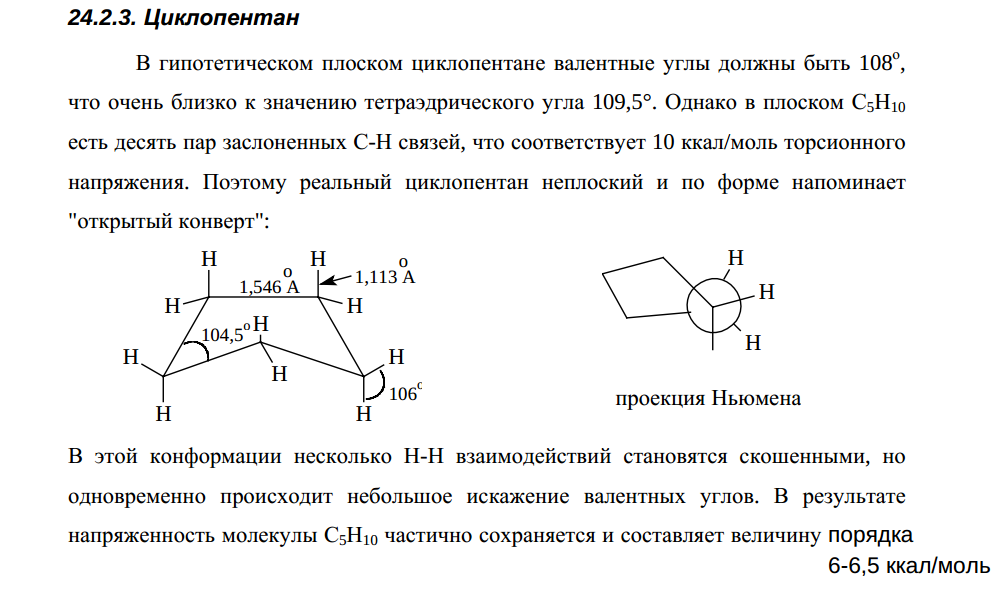 24.2.3. Циклопентан
В гипотетическом плоском циклопентане валентные углы должны быть 108°,
что очень близко к значению тетраэдрического угла 109,5°. Однако в плоском C₅H₁₀
есть десять пар заслоненных С-Н связей, что соответствует 10 ккал/моль торсионного
напряжения. Поэтому реальный циклопентан неплоский и по форме напоминает
"открытый конверт":
H H H
1,546 Å 1,113 Å
H H H
104,5° H
H H
H
106°
H H H
проекция Ньюмена
В этой конформации несколько Н-Н взаимодействий становятся скошенными, но
одновременно происходит небольшое искажение валентных углов. В результате
напряженность молекулы C₅H₁₀ частично сохраняется и составляет величину порядка
6-6,5 ккал/моль